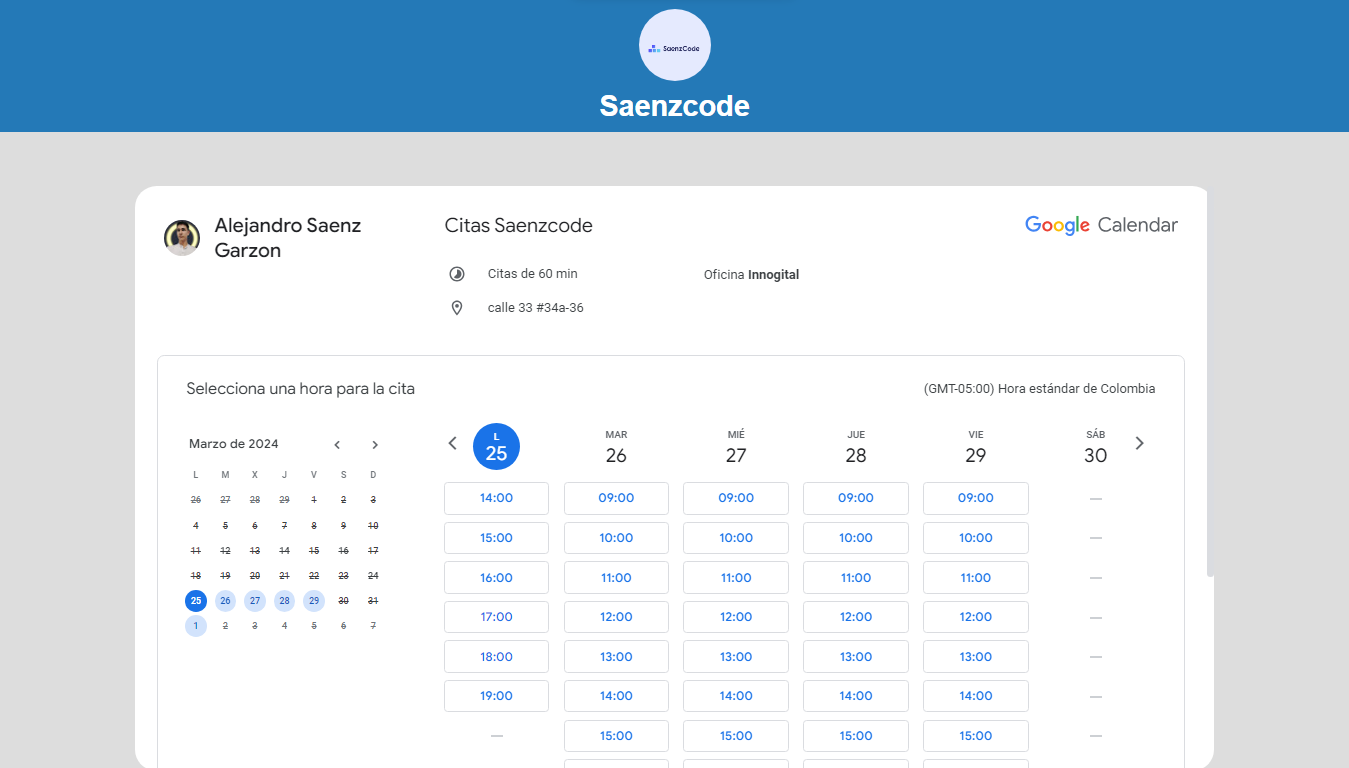 SaenzCode
Saenzcode
Alejandro Saenz
Garzon
Citas Saenzcode
Google Calendar
Citas de 60 min
Oficina Innogital
calle 33 #34a-36
Selecciona una hora para la cita
(GMT-05:00) Hora estándar de Colombia
Marzo de 2024
L M X J V S D
26 27 28 29 1 2 3
4 5 6 7 8 9 10
11 12 13 14 15 16 17
18 19 20 21 22 23 24
25 26 27 28 29 30 31
1 2 3 4 5 6 7
L MAR MIÉ JUE VIE SÁB
25 26 27 28 29 30
14:00 09:00 09:00 09:00 09:00 —
15:00 10:00 10:00 10:00 10:00 —
16:00 11:00 11:00 11:00 11:00 —
17:00 12:00 12:00 12:00 12:00 —
18:00 13:00 13:00 13:00 13:00 —
19:00 14:00 14:00 14:00 14:00 —
— 15:00 15:00 15:00 15:00 —